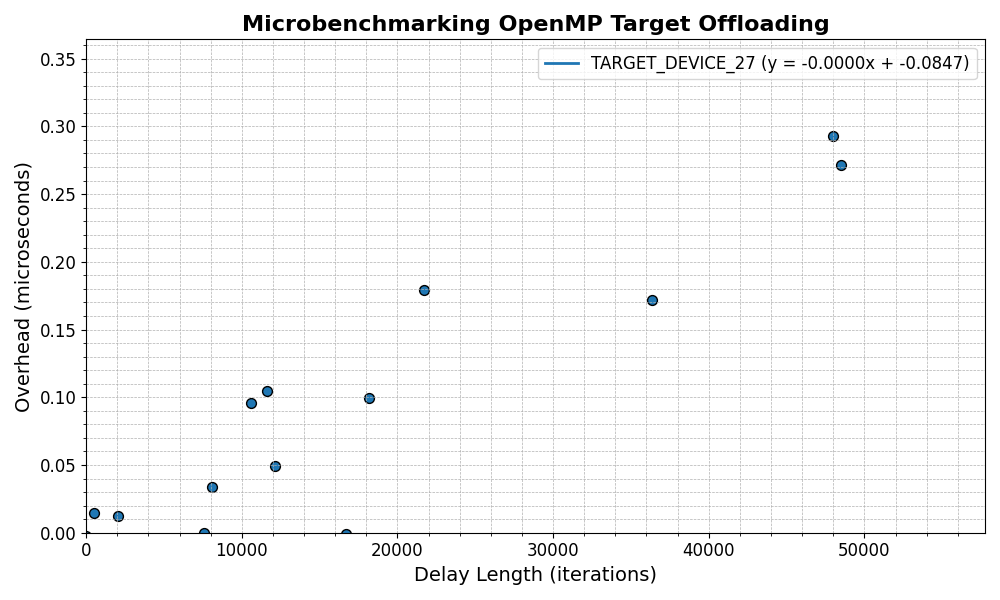 Microbenchmarking OpenMP Target Offloading
TARGET_DEVICE_27 (y = -0.0000x + -0.0847)
Overhead (microseconds)
0.35
0.30
0.25
0.20
0.15
0.10
0.05
0.00
0 10000 20000 30000 40000 50000
Delay Length (iterations)